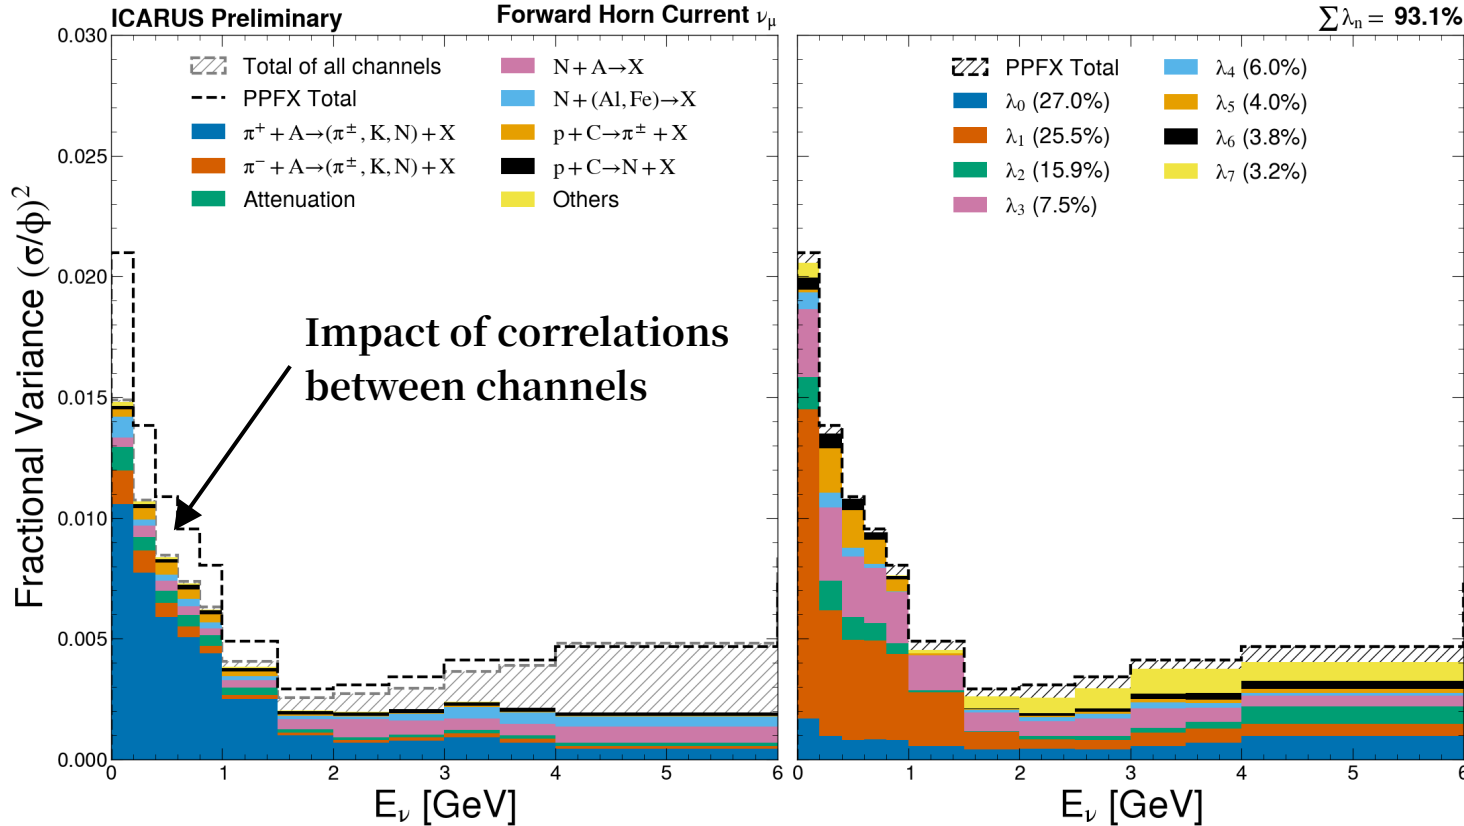 ICARUS Preliminary
Forward Horn Current νμ
∑ λn = 93.1%
Fractional Variance (σ/ϕ)²
0.030
0.025
0.020
0.015
0.010
0.005
0.000
Total of all channels
PPFX Total
π⁺ + A→(π±, K, N) + X
π⁻ + A→(π±, K, N) + X
Attenuation
N + A→X
N + (Al, Fe)→X
p + C→π± + X
p + C→N + X
Others
Impact of correlations
between channels
0 1 2 3 4 5 6
Eν [GeV]
PPFX Total
λ₀ (27.0%)
λ₁ (25.5%)
λ₂ (15.9%)
λ₃ (7.5%)
λ₄ (6.0%)
λ₅ (4.0%)
λ₆ (3.8%)
λ₇ (3.2%)
0 1 2 3 4 5 6
Eν [GeV]